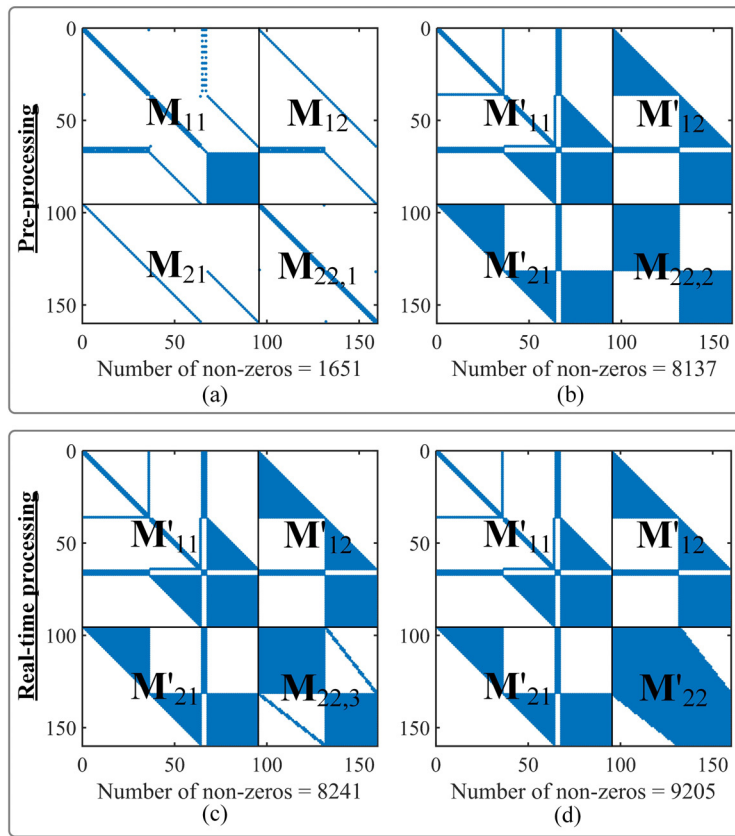 Pre-processing
0
50
100
150
M11
M12
M21
M22,1
0 50 100 150
Number of non-zeros = 1651
(a)
0
50
100
150
M'11
M'12
M'21
M22,2
0 50 100 150
Number of non-zeros = 8137
(b)
Real-time processing
0
50
100
150
M'11
M'12
M'21
M22,3
0 50 100 150
Number of non-zeros = 8241
(c)
0
50
100
150
M'11
M'12
M'21
M'22
0 50 100 150
Number of non-zeros = 9205
(d)